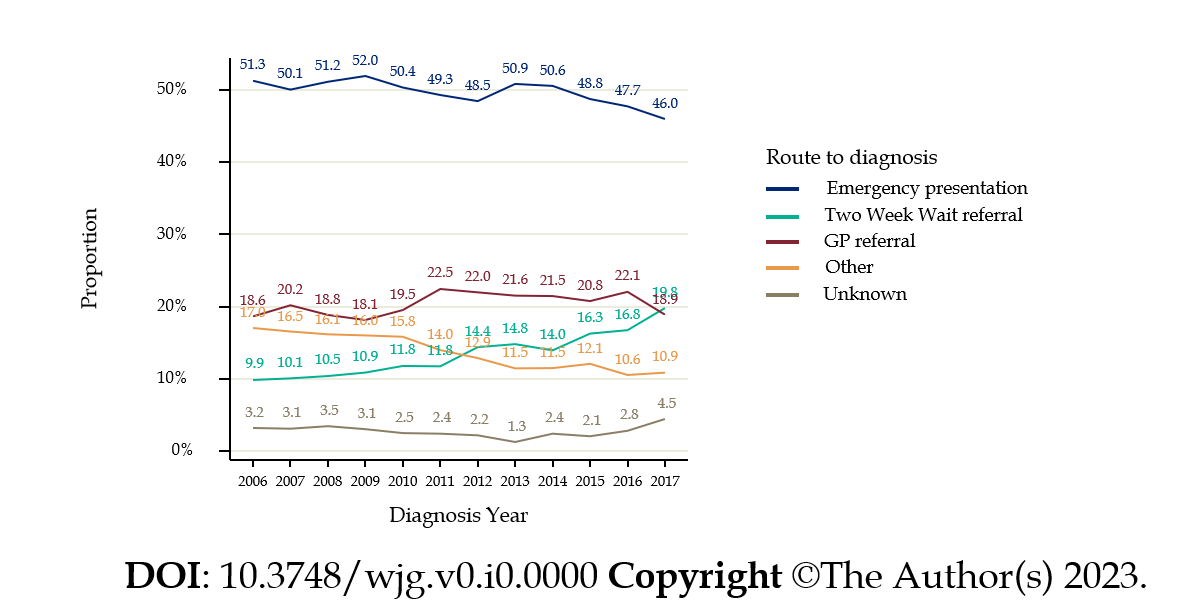 51.3 50.1 51.2 52.0 50.4 49.3 48.5 50.9 50.6 48.8 47.7 46.0
50%
40%
30%
20%
10%
0%
Proportion
18.6 20.2 18.8 18.1 19.5 22.5 22.0 21.6 21.5 20.8 22.1 18.9
17.0 16.5 16.1 16.0 15.8 14.0 12.9 11.5 11.5 12.1 10.6 10.9
9.9 10.1 10.5 10.9 11.8 11.8 14.4 14.8 14.0 16.3 16.8 19.8
3.2 3.1 3.5 3.1 2.5 2.4 2.2 1.3 2.4 2.1 2.8 4.5
2006 2007 2008 2009 2010 2011 2012 2013 2014 2015 2016 2017
Diagnosis Year
Route to diagnosis
Emergency presentation
Two Week Wait referral
GP referral
Other
Unknown
DOI: 10.3748/wjg.v0.i0.0000 Copyright ©The Author(s) 2023.